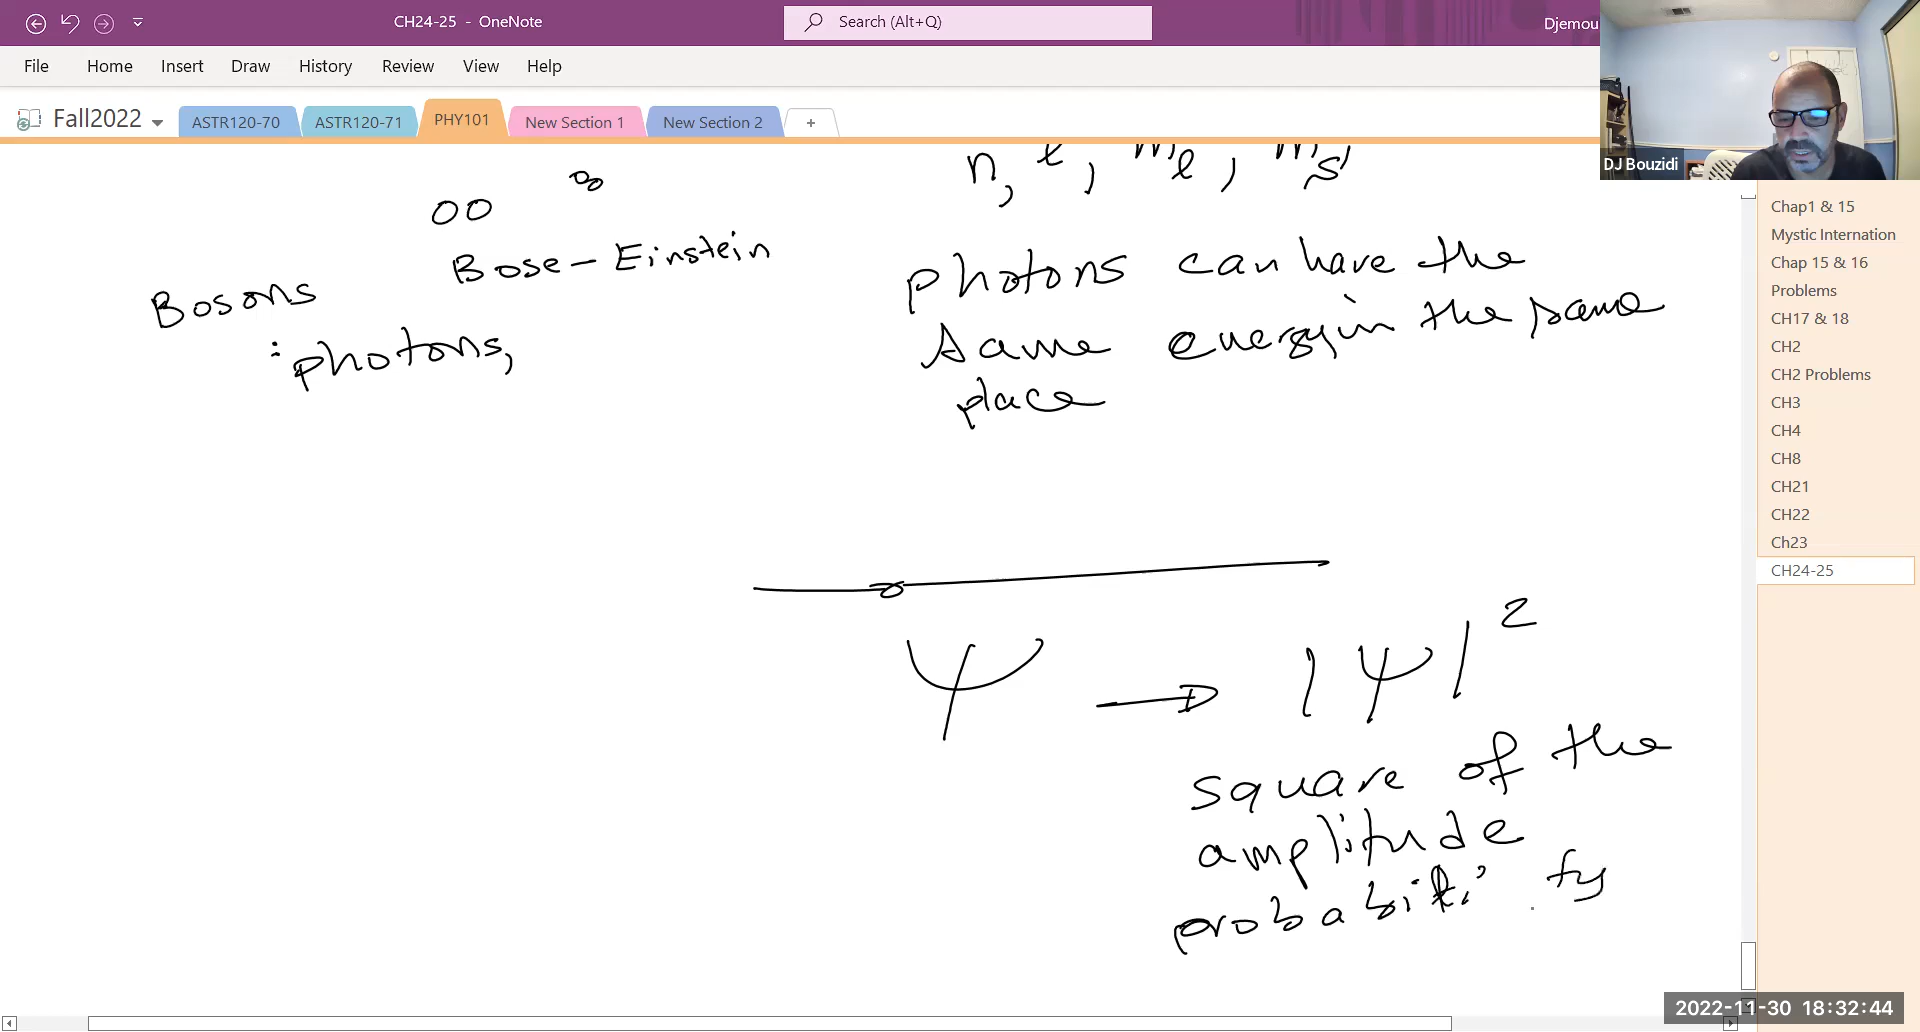 CH24-25 - OneNote
Search (Alt+Q)
Djemou
File Home Insert Draw History Review View Help
Fall2022
ASTR120-70
ASTR120-71
PHY101
New Section 1
New Section 2
+
DJ Bouzidi
n, ℓ, mℓ, ms,
Bose-Einstein
Bosons
: photons,
photons can have the
same energy in the same
place
Ψ → |Ψ|²
square of the
amplitude
probability
Chap1 & 15
Mystic Internation
Chap 15 & 16
Problems
CH17 & 18
CH2
CH2 Problems
CH3
CH4
CH8
CH21
CH22
Ch23
CH24-25
2022-11-30 18:32:44